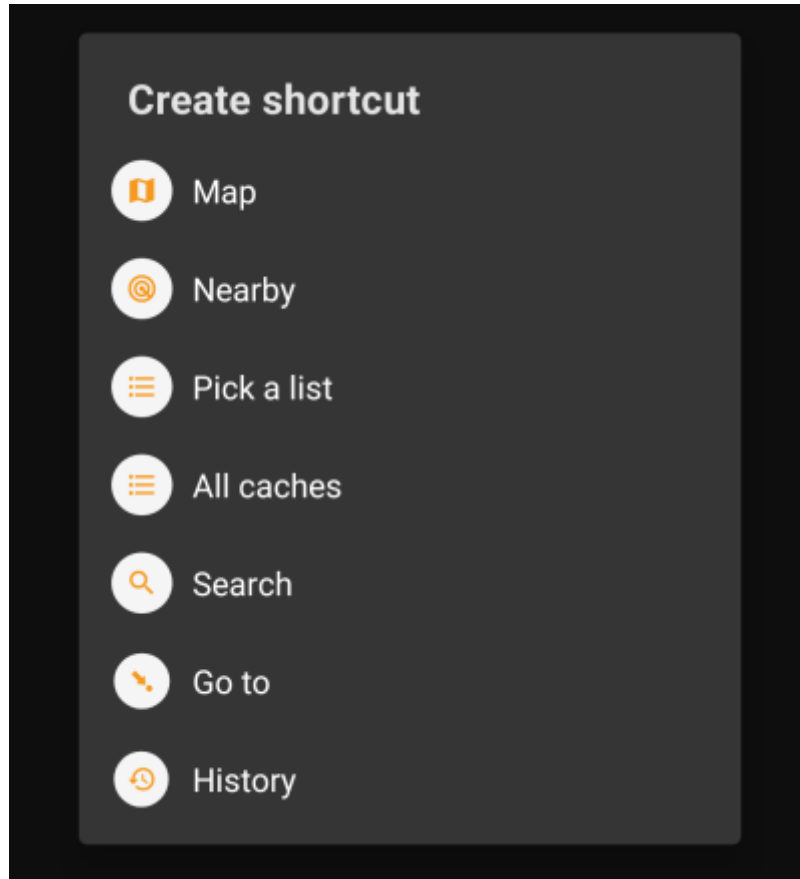 Create shortcut
Map
Nearby
Pick a list
All caches
Search
Go to
History